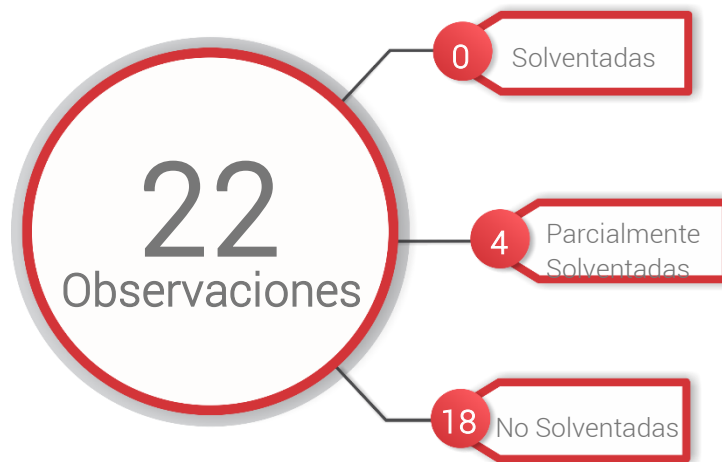 22
Observaciones
0
Solventadas
4
Parcialmente
Solventadas
18
No Solventadas